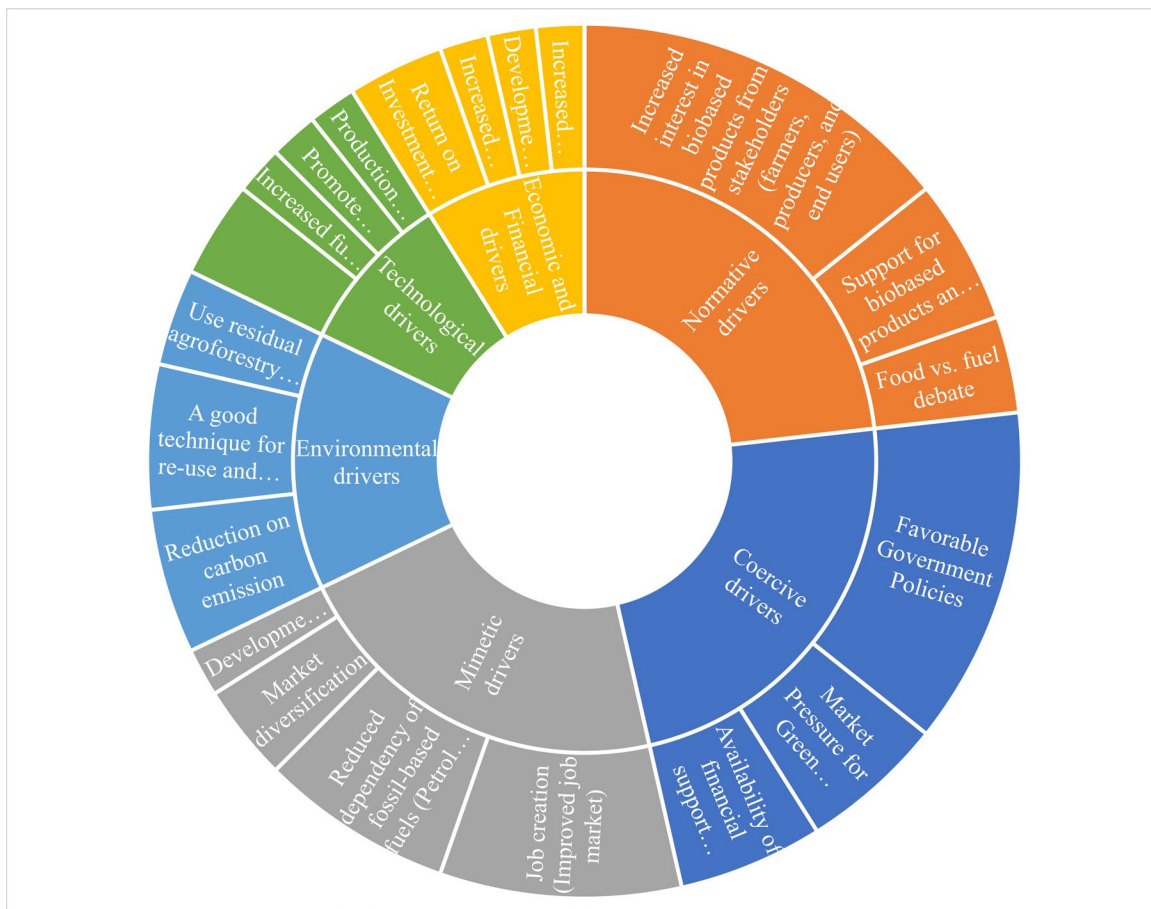 Increased
interest in
biobased
products from
stakeholders
(farmers,
producers, and
end users)
Support for
biobased
products an…
Food vs. fuel
debate
Normative
drivers
Favorable
Government
Policies
Market
Pressure for
Green…
Availability of
financial
support…
Coercive
drivers
Job creation
(Improved job
market)
Reduced
dependency of
fossil-based
fuels (Petrol…
Market
diversification
Developme…
Mimetic
drivers
Reduction on
carbon
emission
A good
technique for
re-use and…
Use residual
agroforestry…
Environmental
drivers
Increased fu…
Promote…
Production…
Technological
drivers
Return on
Investment…
Increased…
Developme…
Increased…
Economic and
Financial
drivers